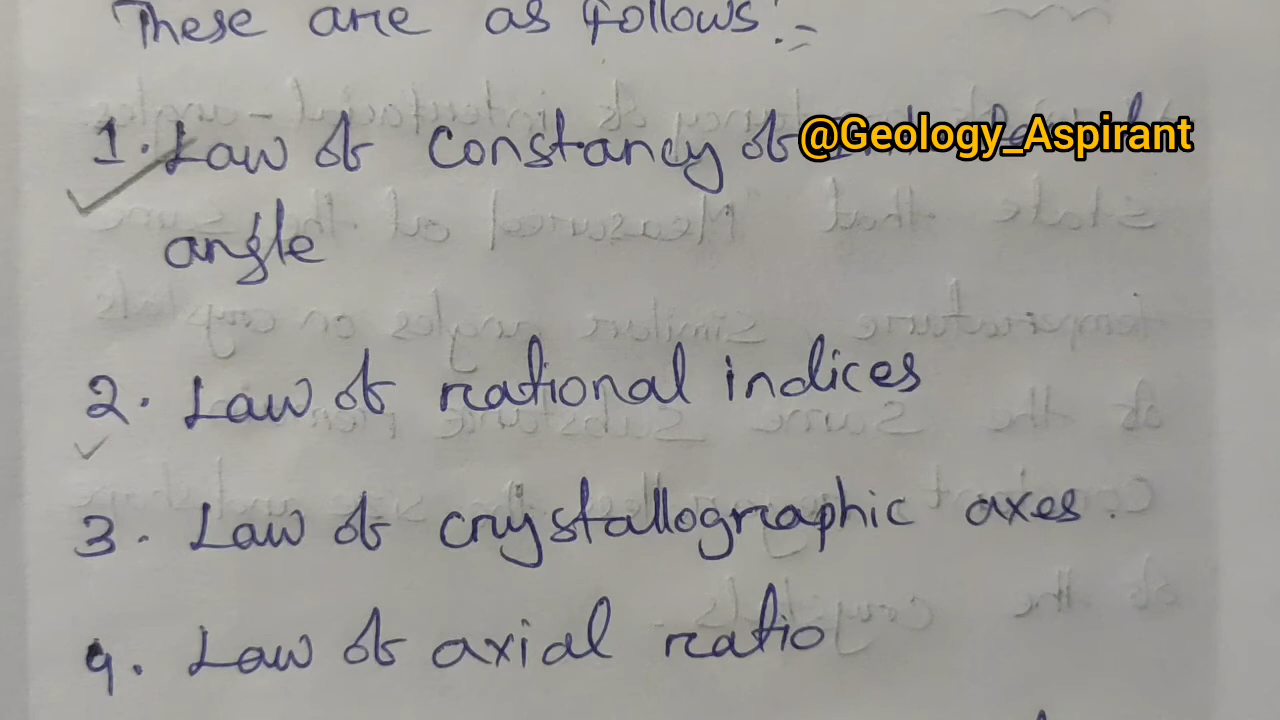 These are as follows :-
1. Law of constancy of @Geology_Aspirant
angle
2. Law of rational indices
3. Law of crystallographic axes.
4. Law of axial ratio